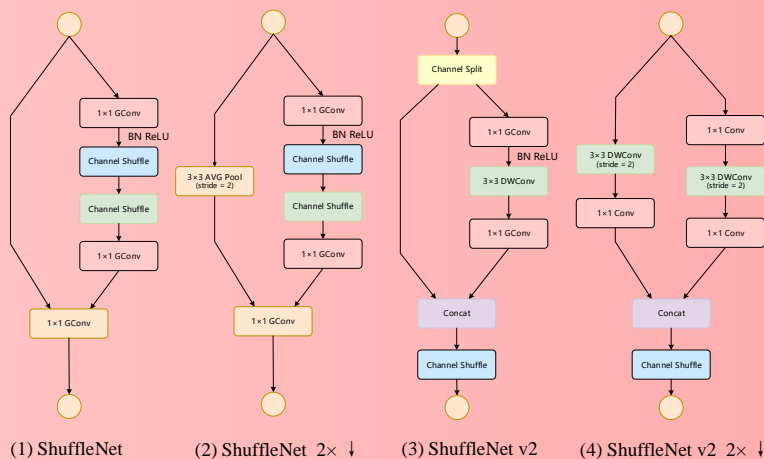 1×1 GConv
BN ReLU
Channel Shuffle
Channel Shuffle
1×1 GConv
1×1 GConv
(1) ShuffleNet
1×1 GConv
BN ReLU
3×3 AVG Pool
(stride = 2)
Channel Shuffle
Channel Shuffle
1×1 GConv
1×1 GConv
(2) ShuffleNet 2× ↓
Channel Split
1×1 GConv
BN ReLU
3×3 DWConv
1×1 GConv
Concat
Channel Shuffle
(3) ShuffleNet v2
3×3 DWConv
(stride = 2)
1×1 Conv
1×1 Conv
3×3 DWConv
(stride = 2)
1×1 Conv
Concat
Channel Shuffle
(4) ShuffleNet v2 2× ↓